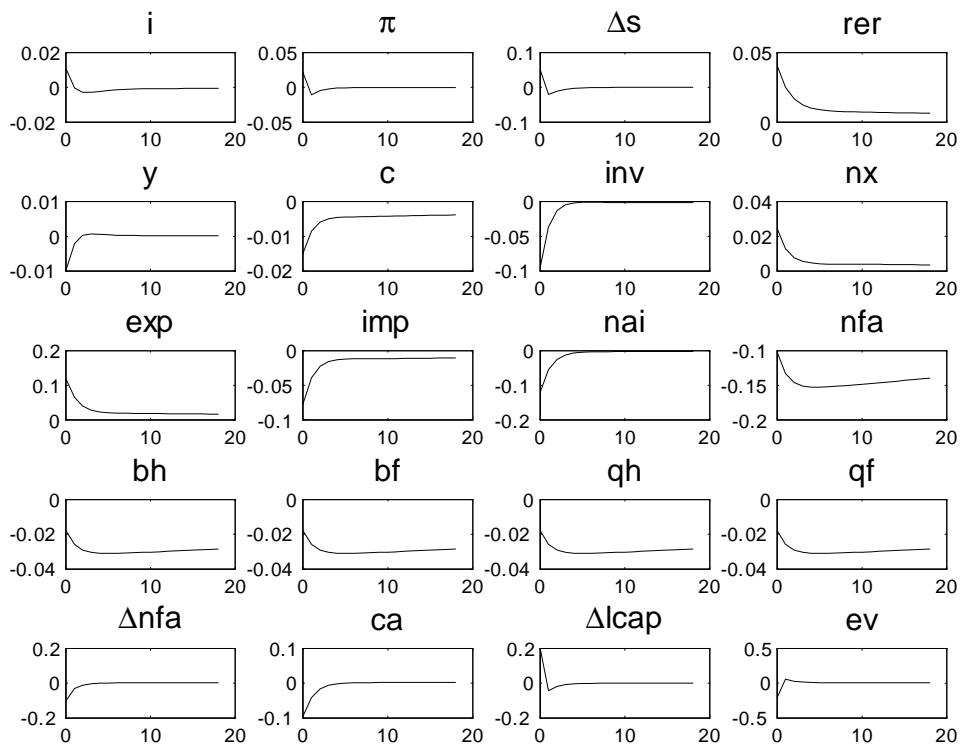 i π Δs rer
0.02 0.05 0.1 0.05
0 0 0
-0.02 -0.05 -0.1 0
0 10 20 0 10 20 0 10 20 0 10 20
y c inv nx
0.01 0 0 0.04
0 -0.01 -0.05 0.02
-0.01 -0.02 -0.1 0
0 10 20 0 10 20 0 10 20 0 10 20
exp imp nai nfa
0.2 0 0 -0.1
0.1 -0.05 -0.1 -0.15
0 -0.1 -0.2 -0.2
0 10 20 0 10 20 0 10 20 0 10 20
bh bf qh qf
0 0 0 0
-0.02 -0.02 -0.02 -0.02
-0.04 -0.04 -0.04 -0.04
0 10 20 0 10 20 0 10 20 0 10 20
Δnfa ca Δlcap ev
0.2 0.1 0.2 0.5
0 0 0 0
-0.2 -0.1 -0.2 -0.5
0 10 20 0 10 20 0 10 20 0 10 20